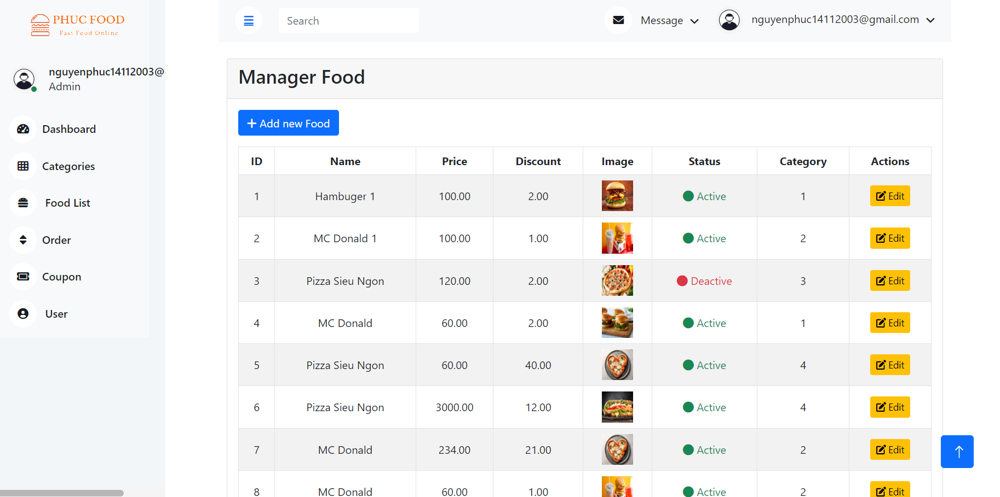 PHUC FOOD
Fast Food Online
Search
Message
nguyenphuc14112003@gmail.com
nguyenphuc14112003@
Admin
Dashboard
Categories
Food List
Order
Coupon
User
Manager Food
+ Add new Food
ID Name Price Discount Image Status Category Actions
1 Hambuger 1 100.00 2.00 Active 1 Edit
2 MC Donald 1 100.00 1.00 Active 2 Edit
3 Pizza Sieu Ngon 120.00 2.00 Deactive 3 Edit
4 MC Donald 60.00 2.00 Active 1 Edit
5 Pizza Sieu Ngon 60.00 40.00 Active 4 Edit
6 Pizza Sieu Ngon 3000.00 12.00 Active 4 Edit
7 MC Donald 234.00 21.00 Active 2 Edit
8 MC Donald 60.00 1.00 Active 2 Edit